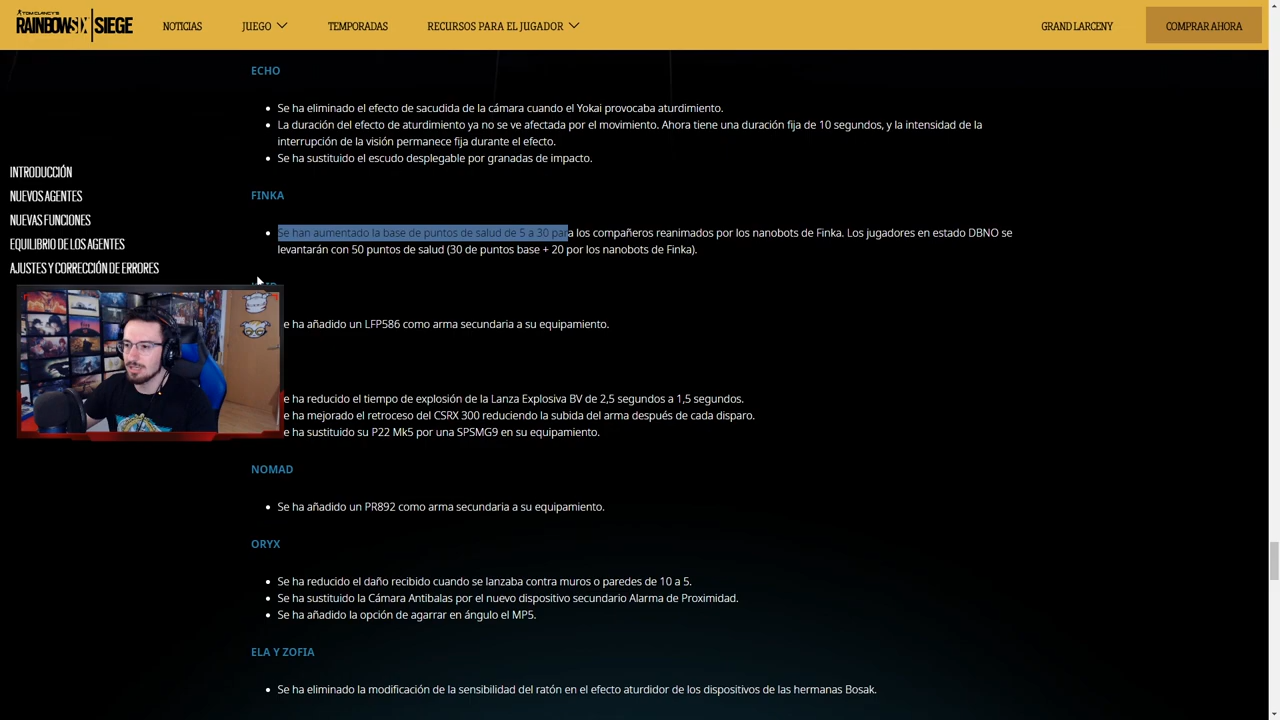 TOM CLANCY'S
RAINBOW SIX | SIEGE
NOTICIAS
JUEGO
TEMPORADAS
RECURSOS PARA EL JUGADOR
GRAND LARCENY
COMPRAR AHORA
INTRODUCCIÓN
NUEVOS AGENTES
NUEVAS FUNCIONES
EQUILIBRIO DE LOS AGENTES
AJUSTES Y CORRECCIÓN DE ERRORES
ECHO
Se ha eliminado el efecto de sacudida de la cámara cuando el Yokai provocaba aturdimiento.
La duración del efecto de aturdimiento ya no se ve afectada por el movimiento. Ahora tiene una duración fija de 10 segundos, y la intensidad de la
interrupción de la visión permanece fija durante el efecto.
Se ha sustituido el escudo desplegable por granadas de impacto.
FINKA
Se han aumentado la base de puntos de salud de 5 a 30 para los compañeros reanimados por los nanobots de Finka. Los jugadores en estado DBNO se
levantarán con 50 puntos de salud (30 de puntos base + 20 por los nanobots de Finka).
e ha añadido un LFP586 como arma secundaria a su equipamiento.
e ha reducido el tiempo de explosión de la Lanza Explosiva BV de 2,5 segundos a 1,5 segundos.
e ha mejorado el retroceso del CSRX 300 reduciendo la subida del arma después de cada disparo.
e ha sustituido su P22 Mk5 por una SPSMG9 en su equipamiento.
NOMAD
Se ha añadido un PR892 como arma secundaria a su equipamiento.
ORYX
Se ha reducido el daño recibido cuando se lanzaba contra muros o paredes de 10 a 5.
Se ha sustituido la Cámara Antibalas por el nuevo dispositivo secundario Alarma de Proximidad.
Se ha añadido la opción de agarrar en ángulo el MP5.
ELA Y ZOFIA
Se ha eliminado la modificación de la sensibilidad del ratón en el efecto aturdidor de los dispositivos de las hermanas Bosak.